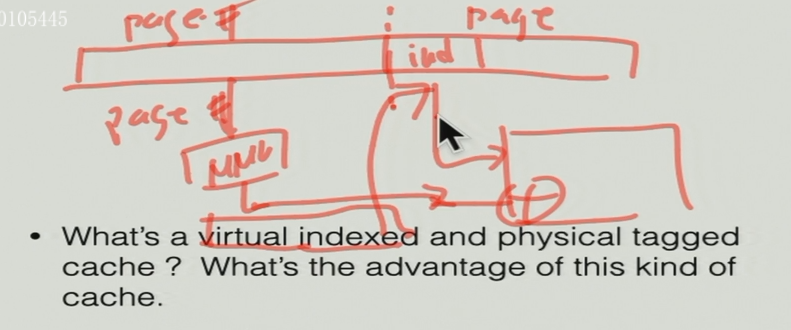 0105445
page # page
ind
page #
MMU
• What's a virtual indexed and physical tagged
cache ? What's the advantage of this kind of
cache.